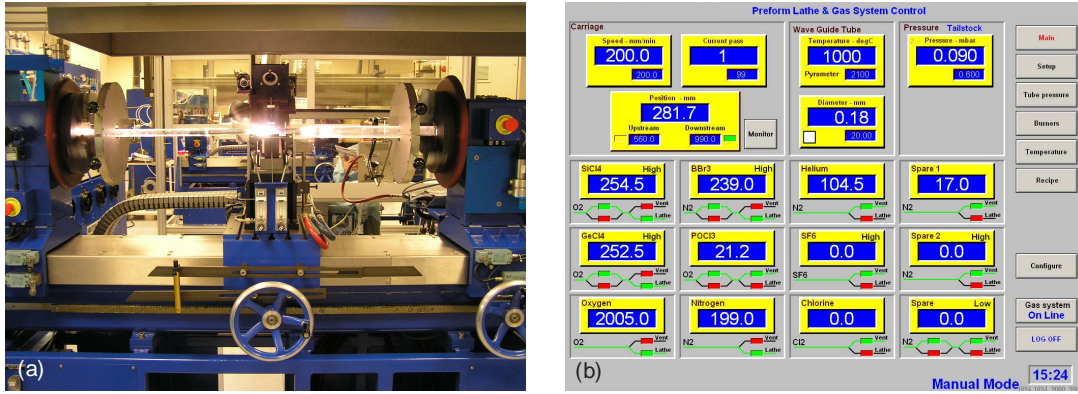 (a)
Preform Lathe & Gas System Control
Carriage
Speed - mm/min
200.0
200.0
Current pass
1
99
Position - mm
281.7
Upstream
560.0
Downstream
990.0
Monitor
Wave Guide Tube
Temperature - degC
1000
Pyrometer 2100
Diameter - mm
0.18
20.00
Pressure Tailstock
Pressure - mbar
0.090
0.600
Main
Setup
Tube pressure
Burners
Temperature
Recipe
Configure
Gas system
On Line
LOG OFF
SiCl4 High
254.5
O2
Vent
Lathe
BBr3 High
239.0
N2
Vent
Lathe
Helium
104.5
N2
Vent
Lathe
Spare 1
17.0
N2
Vent
Lathe
GeCl4 High
252.5
O2
Vent
Lathe
POCl3
21.2
O2
Vent
Lathe
SF6 High
0.0
SF6
Vent
Lathe
Spare 2 High
0.0
N2
Vent
Lathe
Oxygen
2005.0
O2
Vent
Lathe
Nitrogen
199.0
N2
Vent
Lathe
Chlorine
0.0
Cl2
Vent
Lathe
Spare Low
0.0
N2
Vent
Lathe
(b)
Manual Mode
15:24